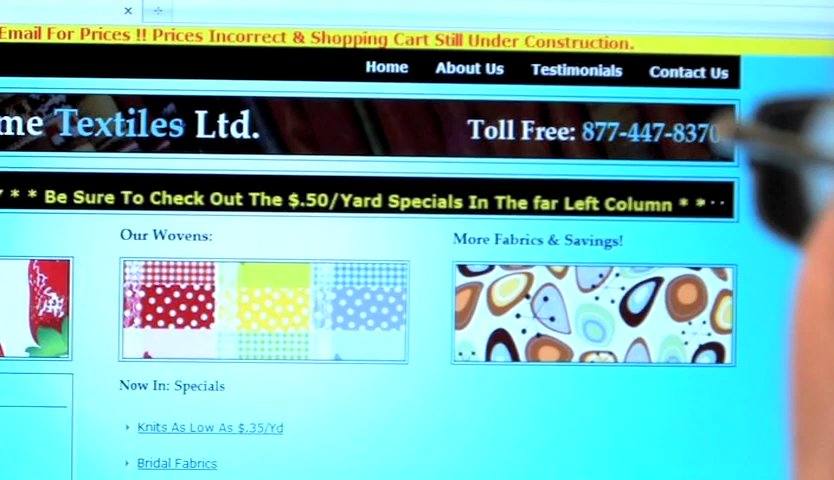 Email For Prices !! Prices Incorrect & Shopping Cart Still Under Construction.
Home About Us Testimonials Contact Us
Textiles Ltd.
Toll Free: 877-447-8370
* * Be Sure To Check Out The $.50/Yard Specials In The far Left Column * *
Our Wovens:
More Fabrics & Savings!
Now In: Specials
Knits As Low As $.35/Yd
Bridal Fabrics